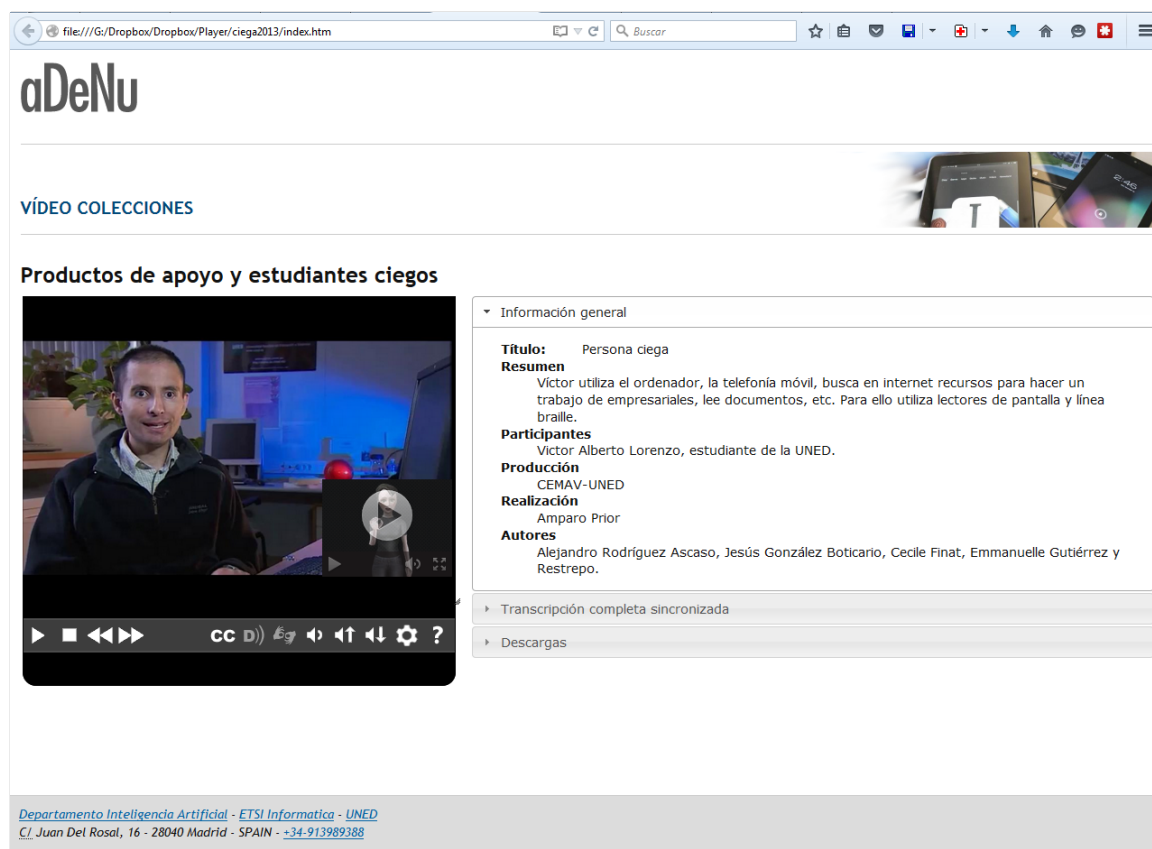 file:///G:/Dropbox/Dropbox/Player/ciega2013/index.htm
Buscar
aDeNu
VÍDEO COLECCIONES
2:46
Productos de apoyo y estudiantes ciegos
Información general
Título: Persona ciega
Resumen
Víctor utiliza el ordenador, la telefonía móvil, busca en internet recursos para hacer un
trabajo de empresariales, lee documentos, etc. Para ello utiliza lectores de pantalla y línea
braille.
Participantes
Victor Alberto Lorenzo, estudiante de la UNED.
Producción
CEMAV-UNED
Realización
Amparo Prior
Autores
Alejandro Rodríguez Ascaso, Jesús González Boticario, Cecile Finat, Emmanuelle Gutiérrez y
Restrepo.
Transcripción completa sincronizada
Descargas
CC D)) ?
Departamento Inteligencia Artificial - ETSI Informatica - UNED
C/ Juan Del Rosal, 16 - 28040 Madrid - SPAIN - +34-913989388